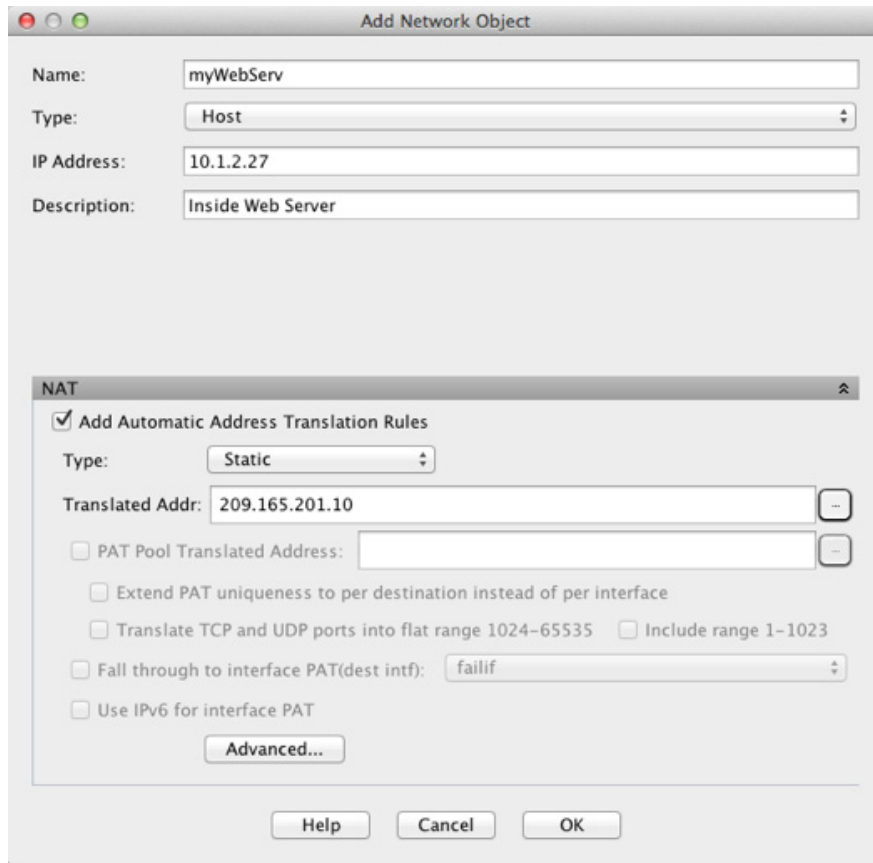 Add Network Object
Name: myWebServ
Type: Host
IP Address: 10.1.2.27
Description: Inside Web Server
NAT
Add Automatic Address Translation Rules
Type: Static
Translated Addr: 209.165.201.10 ...
PAT Pool Translated Address: ...
Extend PAT uniqueness to per destination instead of per interface
Translate TCP and UDP ports into flat range 1024-65535 Include range 1-1023
Fall through to interface PAT(dest intf): failif
Use IPv6 for interface PAT
Advanced...
Help Cancel OK